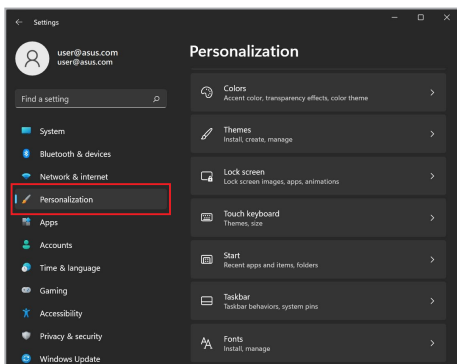 Settings
user@asus.com
user@asus.com
Find a setting
System
Bluetooth & devices
Network & internet
Personalization
Apps
Accounts
Time & language
Gaming
Accessibility
Privacy & security
Windows Update
Personalization
Colors
Accent color, transparency effects, color theme
Themes
Install, create, manage
Lock screen
Lock screen images, apps, animations
Touch keyboard
Themes, size
Start
Recent apps and items, folders
Taskbar
Taskbar behaviors, system pins
Fonts
Install, manage